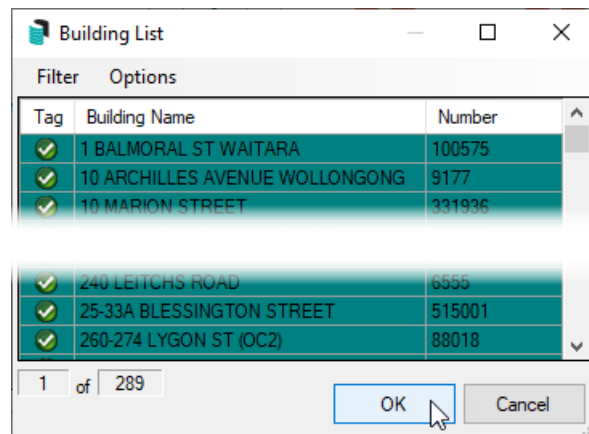 Building List
Filter Options
Tag Building Name Number
1 BALMORAL ST WAITARA 100575
10 ARCHILLES AVENUE WOLLONGONG 9177
10 MARION STREET 331936
240 LEITCHS ROAD 6555
25-33A BLESSINGTON STREET 515001
260-274 LYGON ST (OC2) 88018
1 of 289
OK Cancel